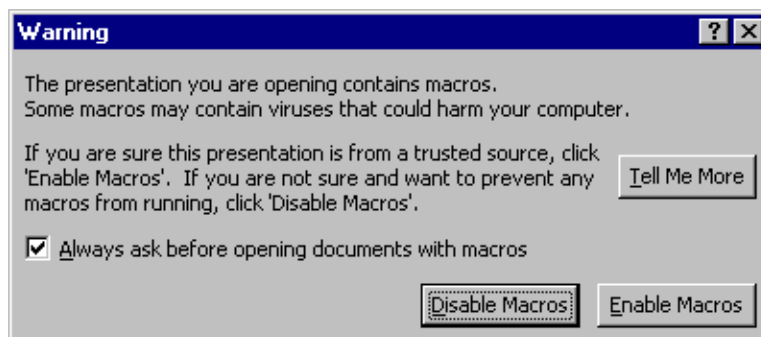 Warning
The presentation you are opening contains macros.
Some macros may contain viruses that could harm your computer.
If you are sure this presentation is from a trusted source, click
'Enable Macros'.  If you are not sure and want to prevent any
macros from running, click 'Disable Macros'.
Tell Me More
Always ask before opening documents with macros
Disable Macros
Enable Macros